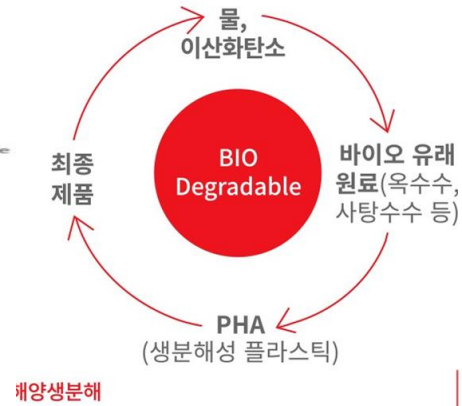 물,
이산화탄소
바이오 유래
원료(옥수수,
사탕수수 등)
BIO
Degradable
최종
제품
PHA
(생분해성 플라스틱)
해양생분해